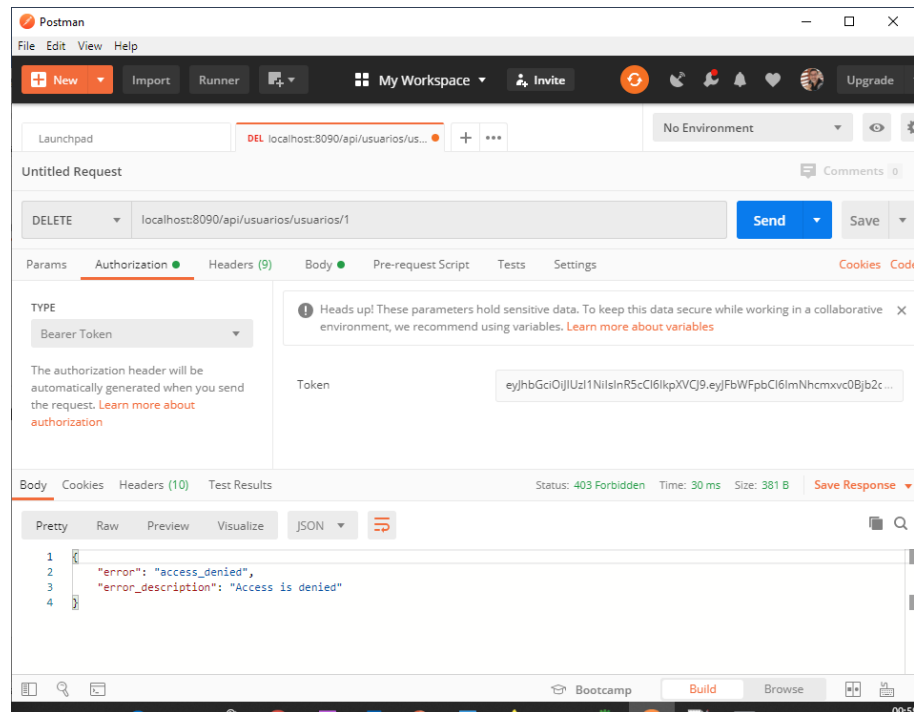 Postman
File Edit View Help
New Import Runner My Workspace Invite Upgrade
Launchpad DEL localhost:8090/api/usuarios/us... ••• No Environment
Untitled Request Comments 0
DELETE localhost:8090/api/usuarios/usuarios/1 Send Save
Params Authorization Headers (9) Body Pre-request Script Tests Settings Cookies Code
TYPE
Bearer Token
The authorization header will be
automatically generated when you send
the request. Learn more about
authorization
Heads up! These parameters hold sensitive data. To keep this data secure while working in a collaborative
environment, we recommend using variables. Learn more about variables
Token
Body Cookies Headers (10) Test Results Status: 403 Forbidden Time: 30 ms Size: 381 B Save Response
Pretty Raw Preview Visualize JSON
1 {
2 "error": "access_denied",
3 "error_description": "Access is denied"
4 }
Bootcamp Build Browse